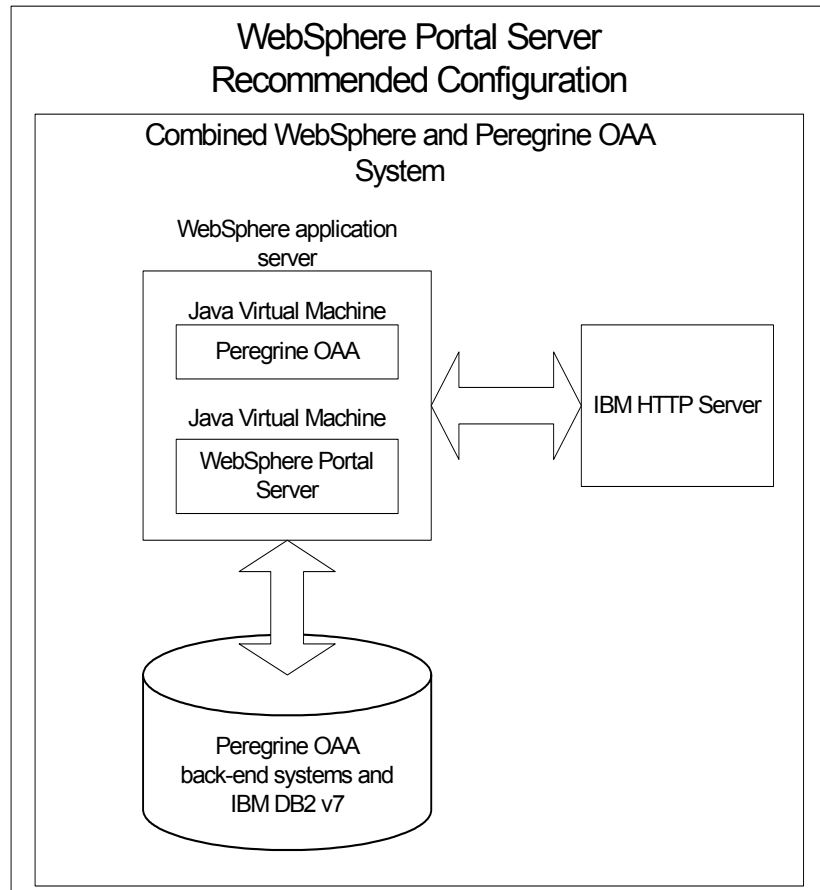 WebSphere Portal Server
Recommended Configuration
Combined WebSphere and Peregrine OAA
System
WebSphere application
server
Java Virtual Machine
Peregrine OAA
Java Virtual Machine
WebSphere Portal
Server
IBM HTTP Server
Peregrine OAA
back-end systems and
IBM DB2 v7